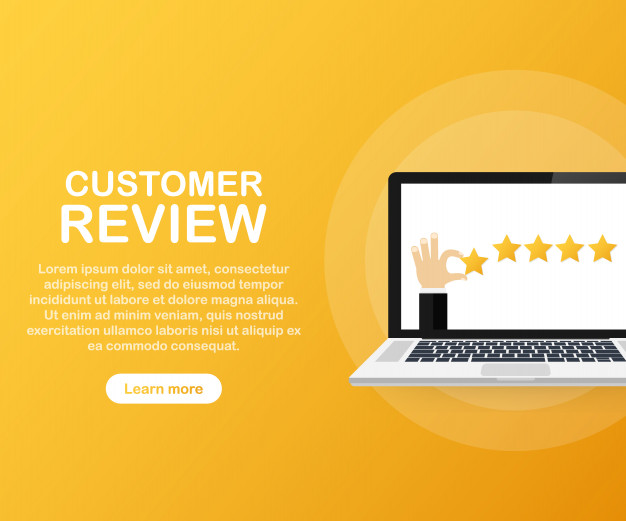 CUSTOMER
REVIEW
Lorem ipsum dolor sit amet, consectetur
adipiscing elit, sed do eiusmod tempor
incididunt ut labore et dolore magna aliqua.
Ut enim ad minim veniam, quis nostrud
exercitation ullamco laboris nisi ut aliquip ex
ea commodo consequat.
Learn more